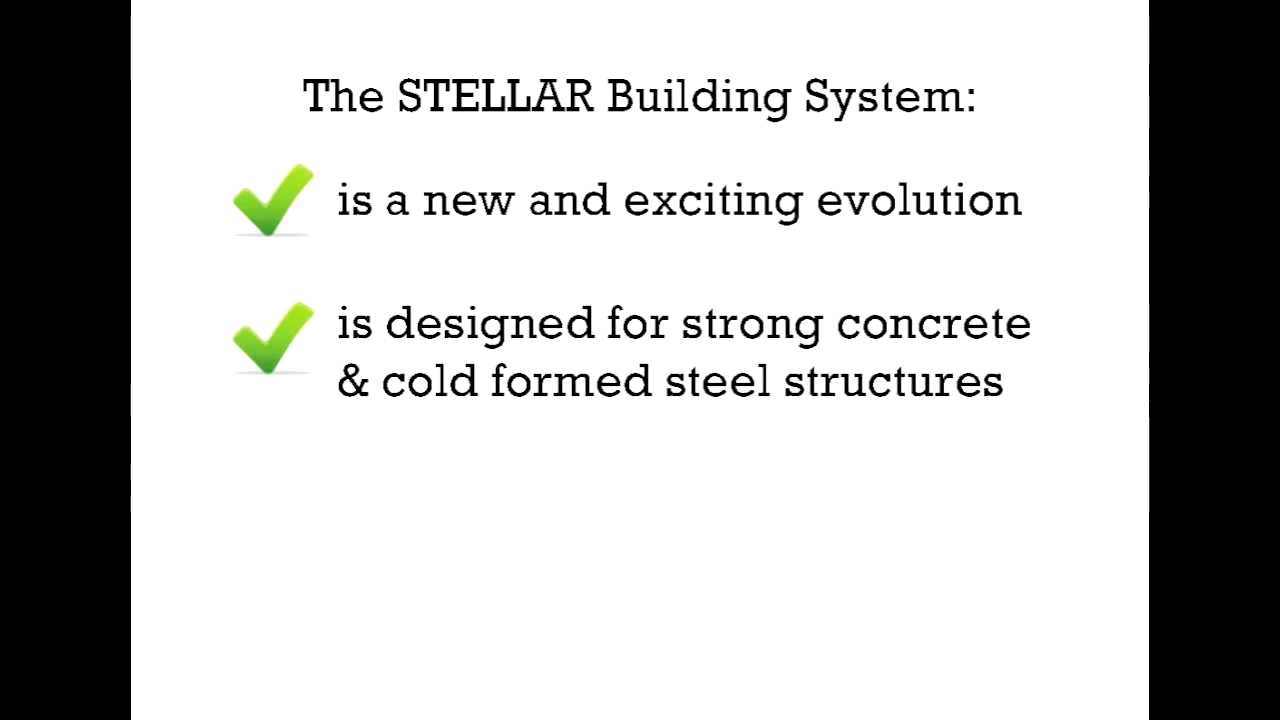 The STELLAR Building System:
is a new and exciting evolution
is designed for strong concrete
& cold formed steel structures